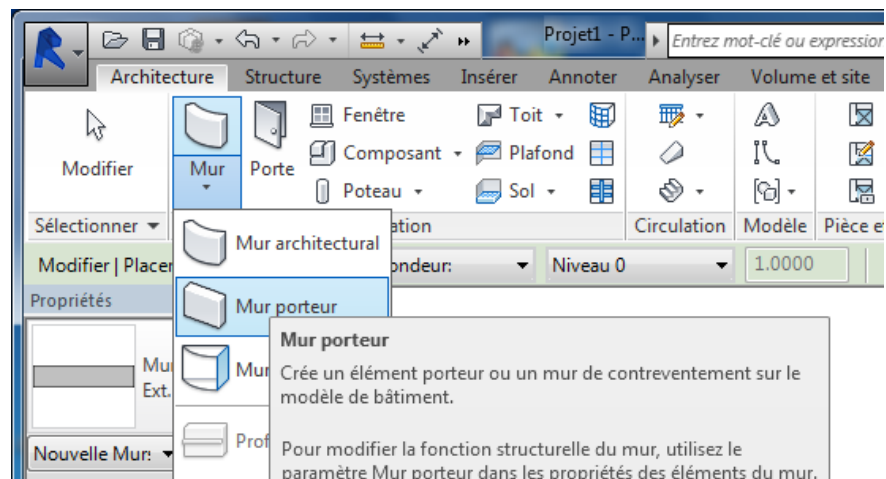 Projet1 - P...
Entrez mot-clé ou expression
Architecture Structure Systèmes Insérer Annoter Analyser Volume et site
Modifier
Mur
Porte
Fenêtre
Composant
Poteau
Toit
Plafond
Sol
Sélectionner
Circulation
Modèle
Pièce
Modifier | Placer
Niveau 0
1.0000
Propriétés
Mur architectural
Mur porteur
Mur porteur
Crée un élément porteur ou un mur de contreventement sur le
modèle de bâtiment.
Pour modifier la fonction structurelle du mur, utilisez le
paramètre Mur porteur dans les propriétés des éléments du mur.
Mur
Ext.
Mur
Prof
Nouvelle Mur: